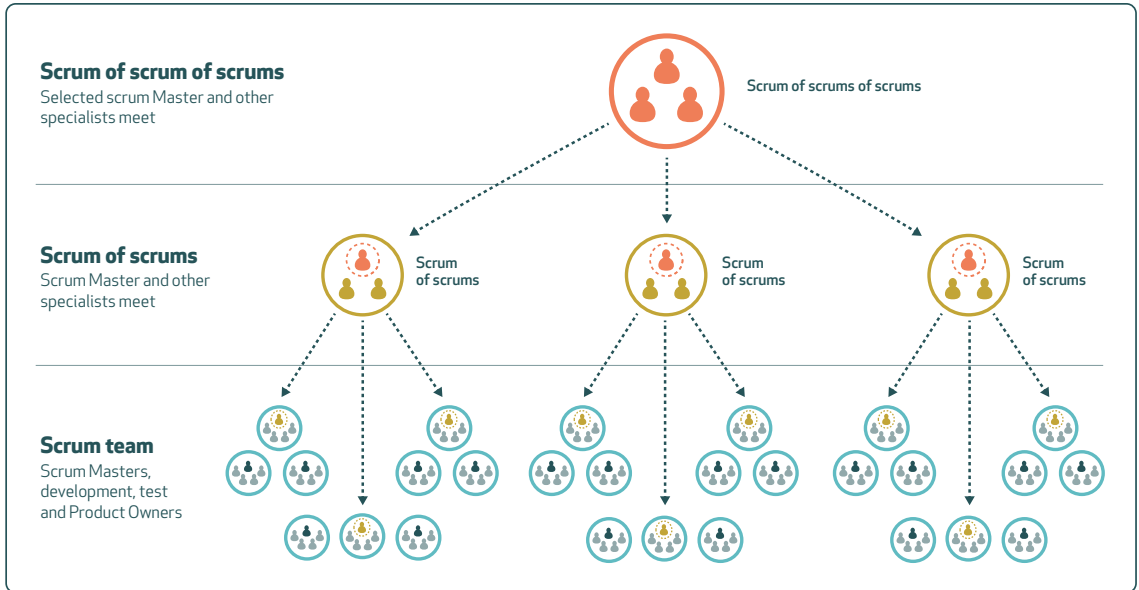 Scrum of scrum of scrums
Selected scrum Master and other
specialists meet
Scrum of scrums of scrums
Scrum of scrums
Scrum Master and other
specialists meet
Scrum
of scrums
Scrum
of scrums
Scrum
of scrums
Scrum team
Scrum Masters,
development, test
and Product Owners